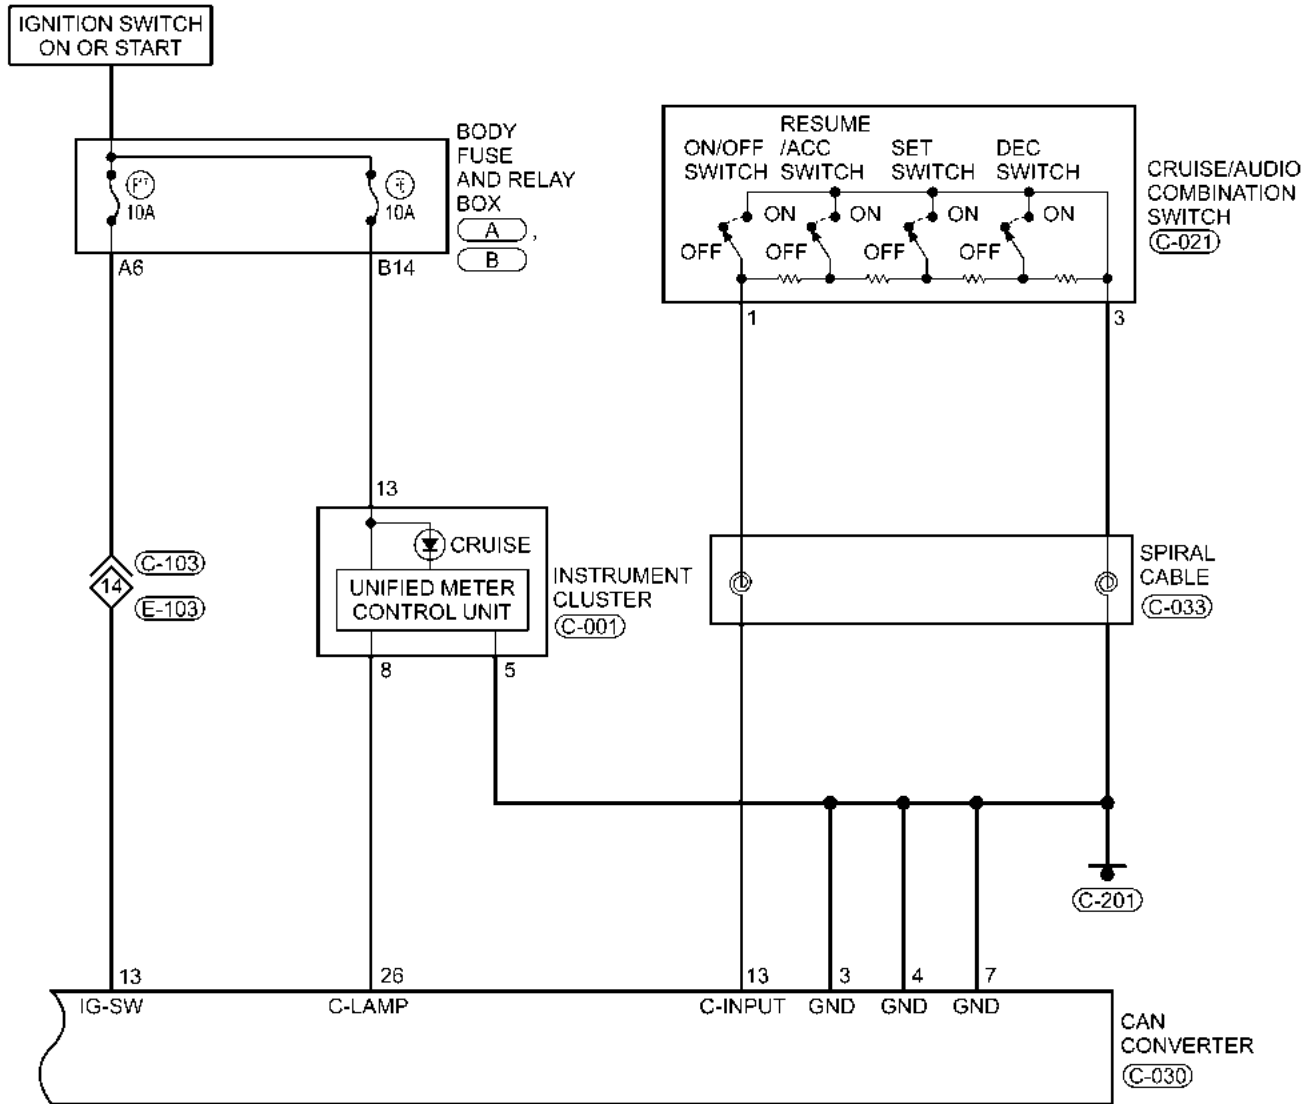 IGNITION SWITCH
ON OR START
BODY
FUSE
AND RELAY
BOX
A ,
B
10A
10A
A6
B14
ON/OFF
SWITCH
RESUME
/ACC
SWITCH
SET
SWITCH
DEC
SWITCH
ON
ON
ON
ON
OFF
OFF
OFF
OFF
CRUISE/AUDIO
COMBINATION
SWITCH
C-021
1
3
13
CRUISE
UNIFIED METER
CONTROL UNIT
INSTRUMENT
CLUSTER
C-001
8
5
C-103
14
E-103
SPIRAL
CABLE
C-033
C-201
13
26
13
3
4
7
IG-SW
C-LAMP
C-INPUT
GND
GND
GND
CAN
CONVERTER
C-030